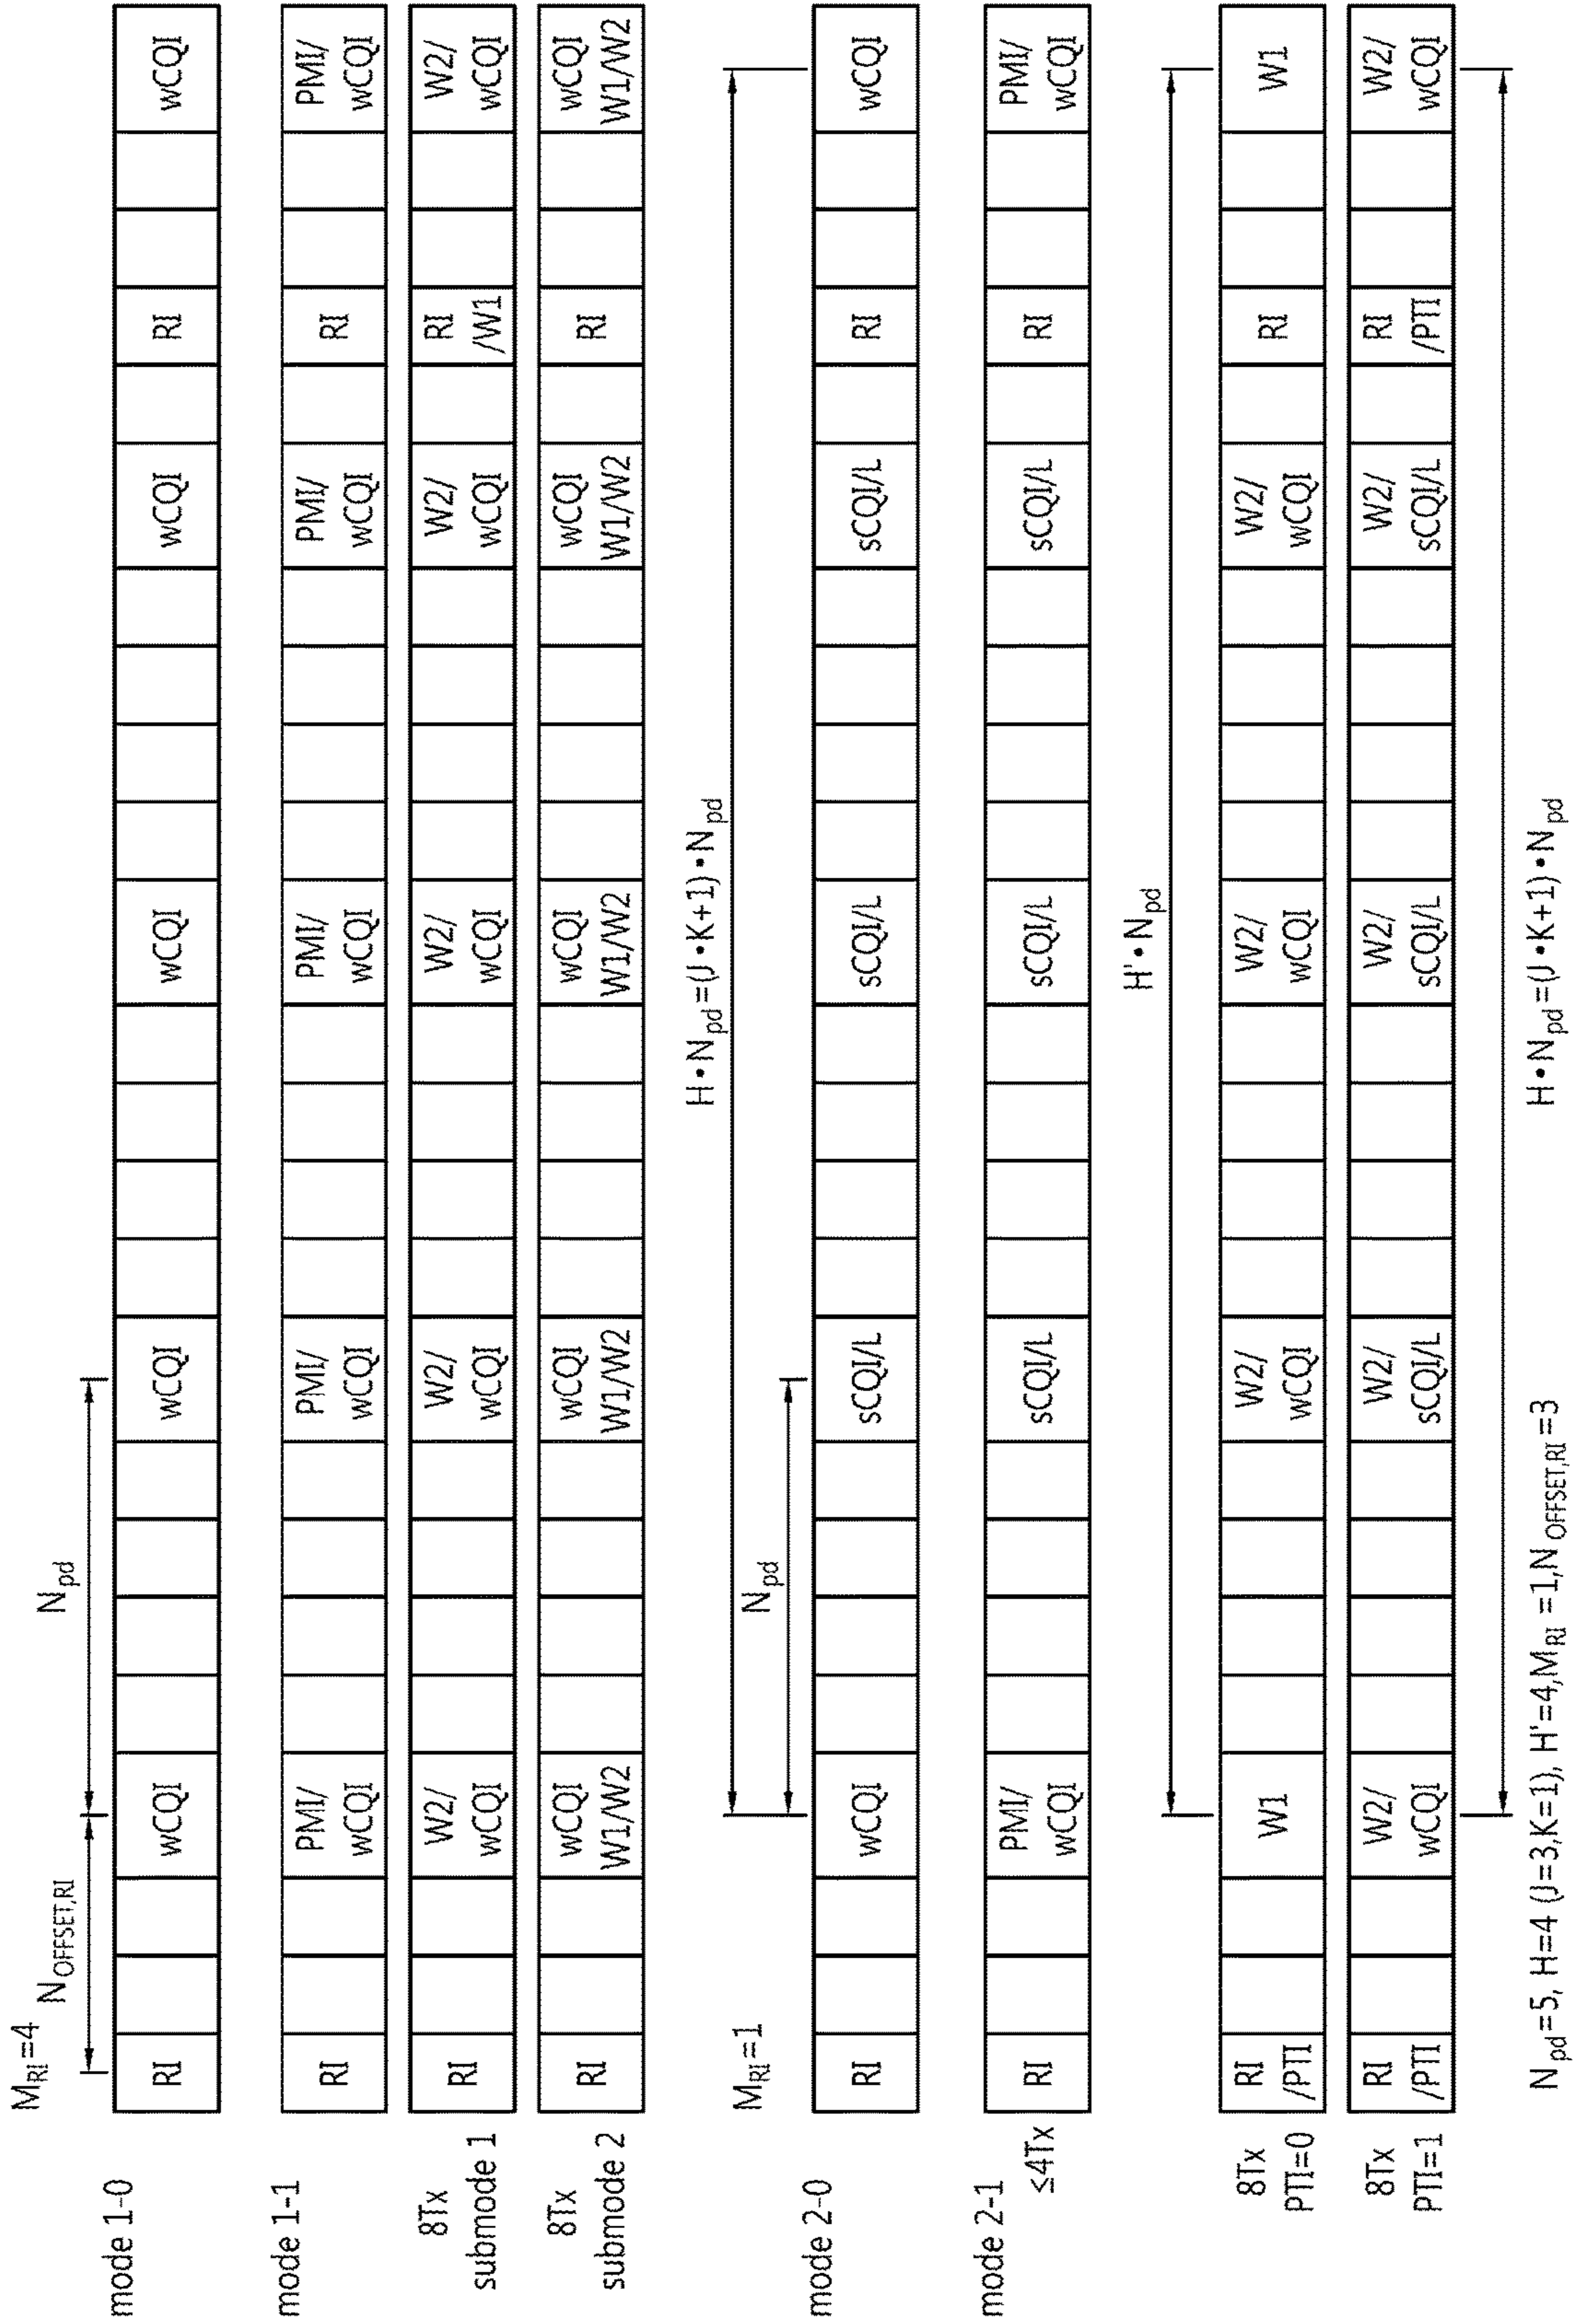 M_RI=4
N_OFFSET,RI N_pd
mode 1-0 RI wCQI wCQI wCQI wCQI RI wCQI
mode 1-1 RI PMI/ wCQI PMI/ wCQI PMI/ wCQI PMI/ wCQI RI PMI/ wCQI
8Tx submode 1 RI W2/ wCQI W2/ wCQI W2/ wCQI W2/ wCQI RI /W1 W2/ wCQI
8Tx submode 2 RI wCQI W1/W2 wCQI W1/W2 wCQI W1/W2 wCQI W1/W2 RI wCQI W1/W2
H•N_pd=(J•K+1)•N_pd
M_RI=1 N_pd
mode 2-0 RI wCQI sCQI/L sCQI/L sCQI/L RI wCQI
mode 2-1 ≤4Tx RI PMI/ wCQI sCQI/L sCQI/L sCQI/L RI PMI/ wCQI
H'•N_pd
8Tx PTI=0 RI /PTI W1 W2/ wCQI W2/ wCQI W2/ wCQI RI W1
8Tx PTI=1 RI /PTI W2/ wCQI W2/ sCQI/L W2/ sCQI/L W2/ sCQI/L RI /PTI W2/ wCQI
N_pd=5, H=4 (J=3,K=1), H'=4,M_RI =1,N_OFFSET,RI=3 H•N_pd=(J•K+1)•N_pd